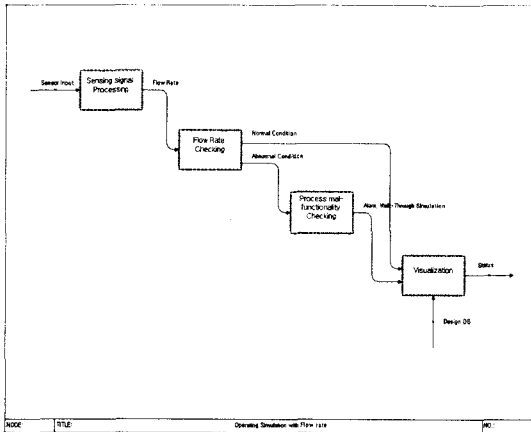 Sensor Input
Sensing signal
Processing
Flow Rate
Flow Rate
Checking
Normal Condition
Abnormal Condition
Process mal-
functionality
Checking
Alarm, Walk-Through Simulation
Visualization
Status
Design DB
NODE:
TITLE:
Operating Simulation with Flow rate
NO.: